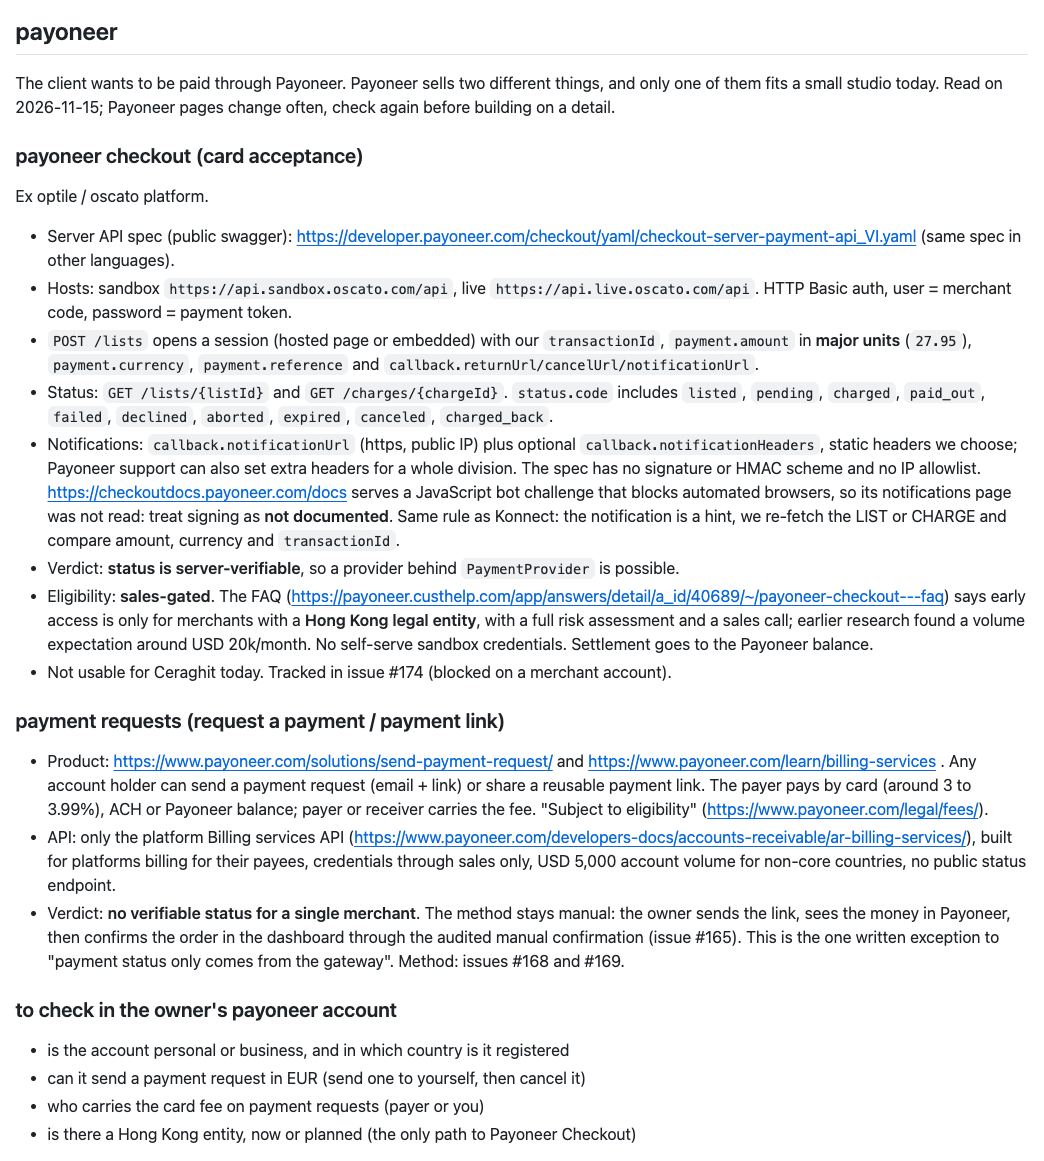 payoneer
The client wants to be paid through Payoneer. Payoneer sells two different things, and only one of them fits a small studio today. Read on
2026-11-15; Payoneer pages change often, check again before building on a detail.
payoneer checkout (card acceptance)
Ex optile / oscato platform.
• Server API spec (public swagger): https://developer.payoneer.com/checkout/yaml/checkout-server-payment-api_VI.yaml (same spec in
other languages).
• Hosts: sandbox https://api.sandbox.oscato.com/api, live https://api.live.oscato.com/api. HTTP Basic auth, user = merchant
code, password = payment token.
• POST /lists opens a session (hosted page or embedded) with our transactionId, payment.amount in major units (27.95),
payment.currency, payment.reference and callback.returnUrl/cancelUrl/notificationUrl.
• Status: GET /lists/{listId} and GET /charges/{chargeId}. status.code includes listed, pending, charged, paid_out,
failed, declined, aborted, expired, canceled, charged_back.
• Notifications: callback.notificationUrl (https, public IP) plus optional callback.notificationHeaders, static headers we choose;
Payoneer support can also set extra headers for a whole division. The spec has no signature or HMAC scheme and no IP allowlist.
https://checkoutdocs.payoneer.com/docs serves a JavaScript bot challenge that blocks automated browsers, so its notifications page
was not read: treat signing as not documented. Same rule as Konnect: the notification is a hint, we re-fetch the LIST or CHARGE and
compare amount, currency and transactionId.
• Verdict: status is server-verifiable, so a provider behind PaymentProvider is possible.
• Eligibility: sales-gated. The FAQ (https://payoneer.custhelp.com/app/answers/detail/a_id/40689/~/payoneer-checkout---faq) says early
access is only for merchants with a Hong Kong legal entity, with a full risk assessment and a sales call; earlier research found a volume
expectation around USD 20k/month. No self-serve sandbox credentials. Settlement goes to the Payoneer balance.
• Not usable for Ceraghit today. Tracked in issue #174 (blocked on a merchant account).
payment requests (request a payment / payment link)
• Product: https://www.payoneer.com/solutions/send-payment-request/ and https://www.payoneer.com/learn/billing-services . Any
account holder can send a payment request (email + link) or share a reusable payment link. The payer pays by card (around 3 to
3.99%), ACH or Payoneer balance; payer or receiver carries the fee. "Subject to eligibility" (https://www.payoneer.com/legal/fees/).
• API: only the platform Billing services API (https://www.payoneer.com/developers-docs/accounts-receivable/ar-billing-services/), built
for platforms billing for their payees, credentials through sales only, USD 5,000 account volume for non-core countries, no public status
endpoint.
• Verdict: no verifiable status for a single merchant. The method stays manual: the owner sends the link, sees the money in Payoneer,
then confirms the order in the dashboard through the audited manual confirmation (issue #165). This is the one written exception to
"payment status only comes from the gateway". Method: issues #168 and #169.
to check in the owner's payoneer account
• is the account personal or business, and in which country is it registered
• can it send a payment request in EUR (send one to yourself, then cancel it)
• who carries the card fee on payment requests (payer or you)
• is there a Hong Kong entity, now or planned (the only path to Payoneer Checkout)